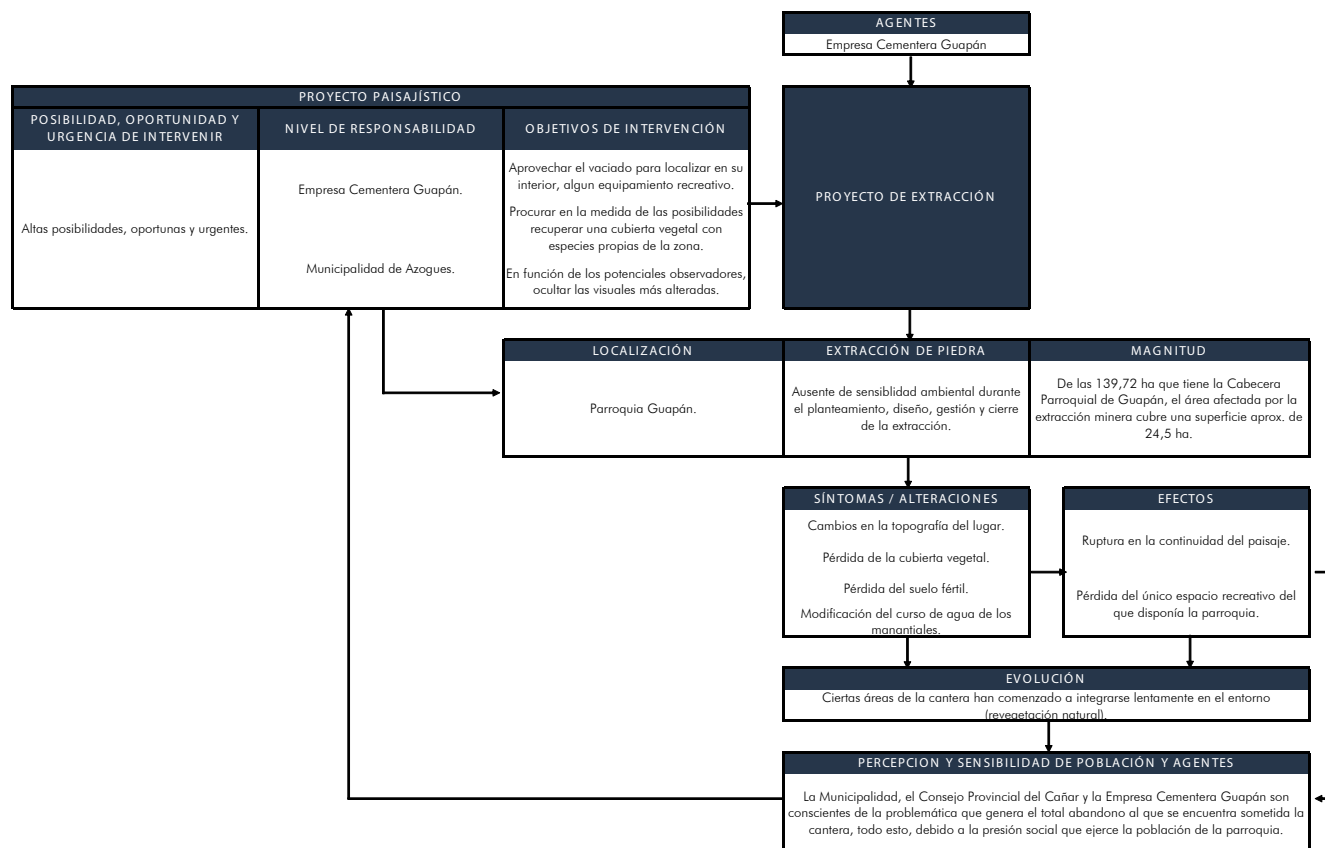 AGENTES
Empresa Cementera Guapán
PROYECTO PAISAJÍSTICO
POSIBILIDAD, OPORTUNIDAD Y
URGENCIA DE INTERVENIR
NIVEL DE RESPONSABILIDAD
OBJETIVOS DE INTERVENCIÓN
Altas posibilidades, oportunas y urgentes.
Empresa Cementera Guapán.
Municipalidad de Azogues.
Aprovechar el vaciado para localizar en su
interior, algun equipamiento recreativo.
Procurar en la medida de las posibilidades
recuperar una cubierta vegetal con
especies propias de la zona.
En función de los potenciales observadores,
ocultar las visuales más alteradas.
PROYECTO DE EXTRACCIÓN
LOCALIZACIÓN
EXTRACCIÓN DE PIEDRA
MAGNITUD
Parroquia Guapán.
Ausente de sensiblidad ambiental durante
el planteamiento, diseño, gestión y cierre
de la extracción.
De las 139,72 ha que tiene la Cabecera
Parroquial de Guapán, el área afectada por la
extracción minera cubre una superficie aprox. de
24,5 ha.
SÍNTOMAS / ALTERACIONES
Cambios en la topografía del lugar.
Pérdida de la cubierta vegetal.
Pérdida del suelo fértil.
Modificación del curso de agua de los
manantiales.
EFECTOS
Ruptura en la continuidad del paisaje.
Pérdida del único espacio recreativo del
que disponía la parroquia.
EVOLUCIÓN
Ciertas áreas de la cantera han comenzado a integrarse lentamente en el entorno
(revegetación natural).
PERCEPCION Y SENSIBILIDAD DE POBLACIÓN Y AGENTES
La Municipalidad, el Consejo Provincial del Cañar y la Empresa Cementera Guapán son
conscientes de la problemática que genera el total abandono al que se encuentra sometida la
cantera, todo esto, debido a la presión social que ejerce la población de la parroquia.